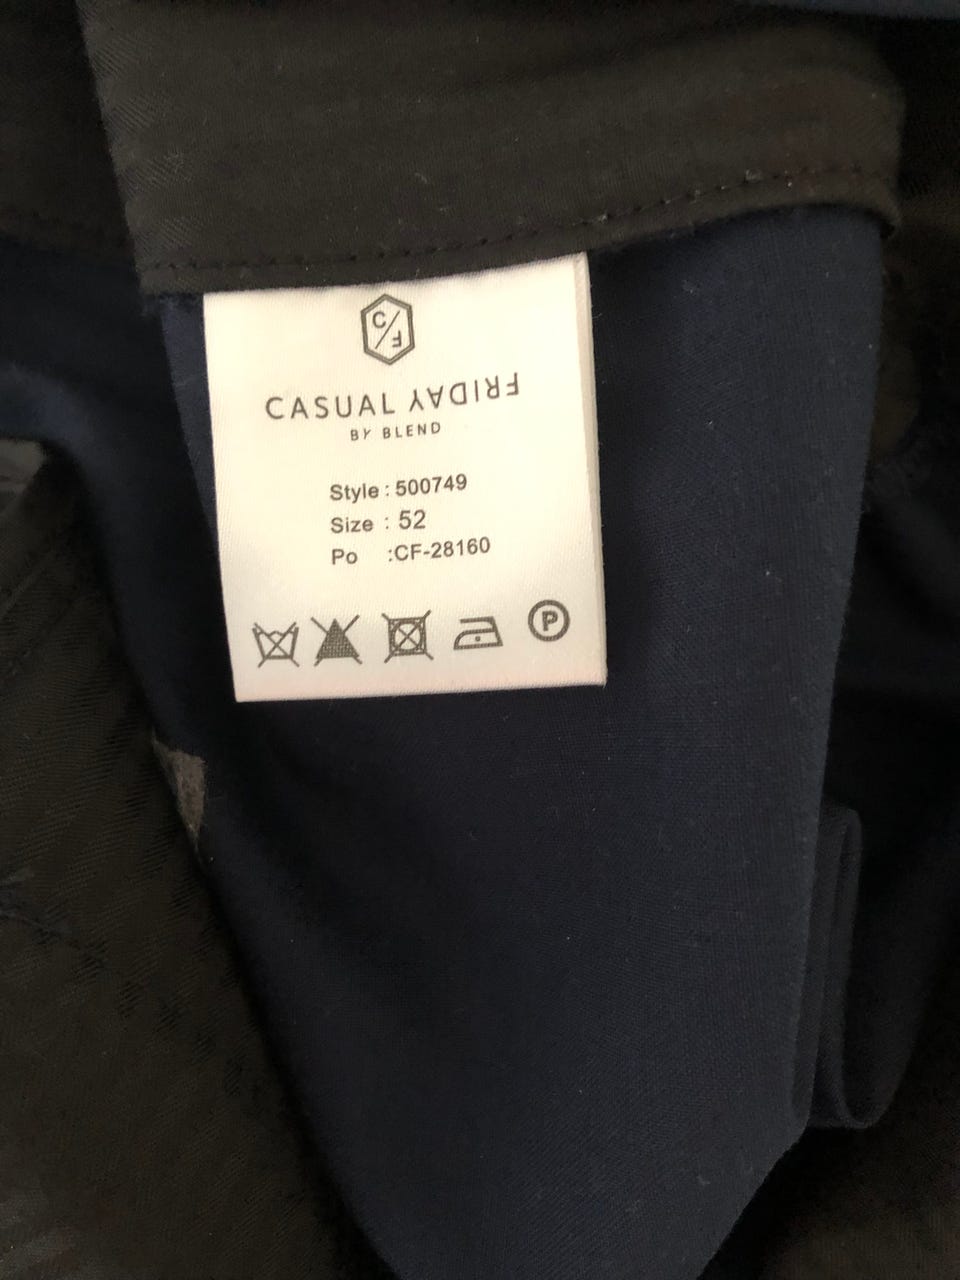 C/F
CASUAL FRIDAY
BY BLEND
Style : 500749
Size : 52
Po :CF-28160
P